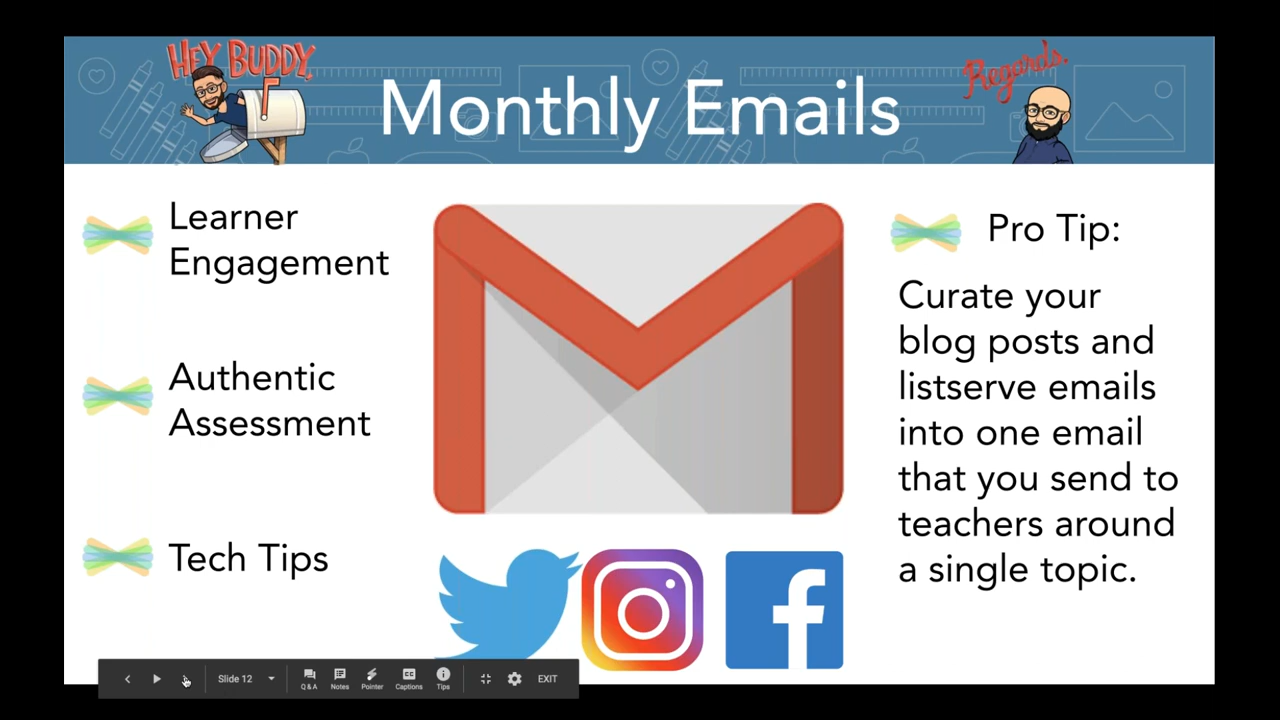 HEY BUDDY,
Monthly Emails
Regards.
Learner
Engagement
Authentic
Assessment
Tech Tips
Pro Tip:
Curate your
blog posts and
listserve emails
into one email
that you send to
teachers around
a single topic.
Slide 12
Q & A
Notes
Pointer
Captions
Tips
EXIT